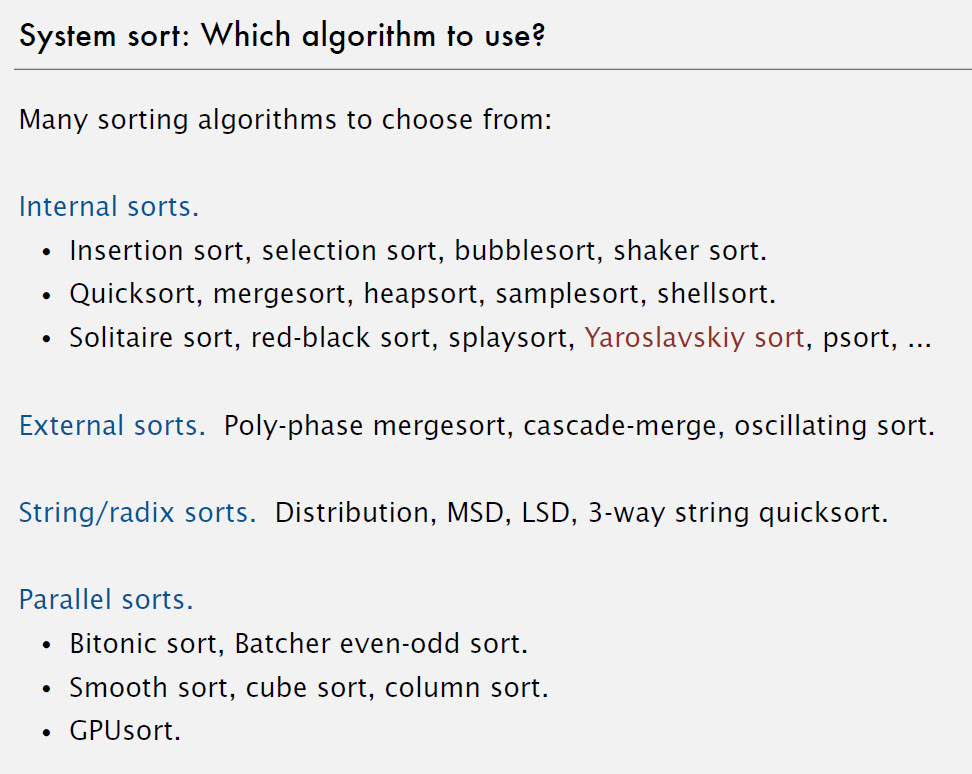 System sort: Which algorithm to use?
Many sorting algorithms to choose from:
Internal sorts.
• Insertion sort, selection sort, bubblesort, shaker sort.
• Quicksort, mergesort, heapsort, samplesort, shellsort.
• Solitaire sort, red-black sort, splaysort, Yaroslavskiy sort, psort, ...
External sorts. Poly-phase mergesort, cascade-merge, oscillating sort.
String/radix sorts. Distribution, MSD, LSD, 3-way string quicksort.
Parallel sorts.
• Bitonic sort, Batcher even-odd sort.
• Smooth sort, cube sort, column sort.
• GPUsort.